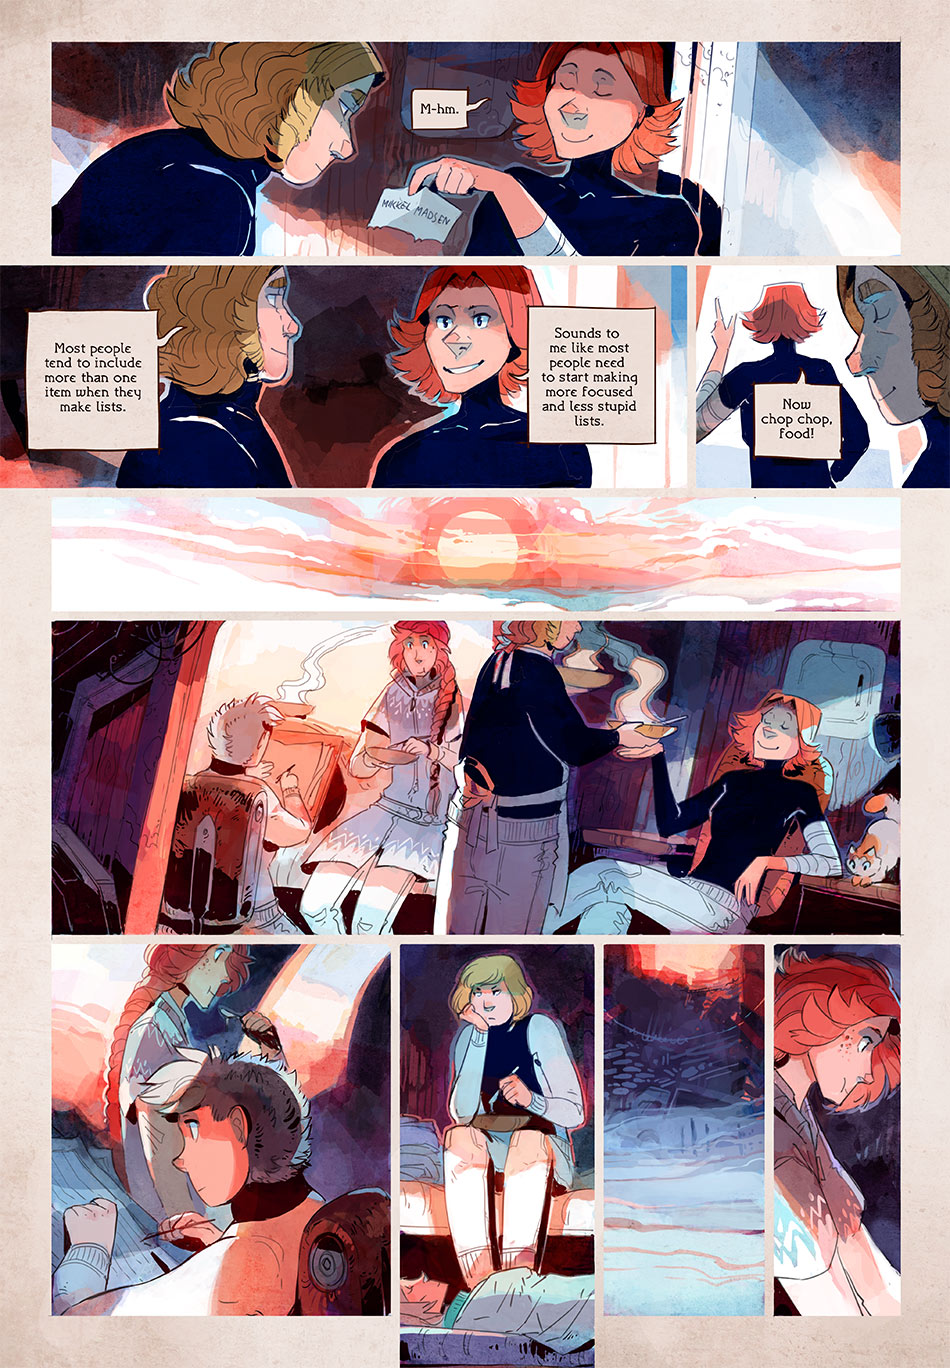 M-hm.
MIKKEL MADSEN
Most people
tend to include
more than one
item when they
make lists.
Sounds to
me like most
people need
to start making
more focused
and less stupid
lists.
Now
chop chop,
food!